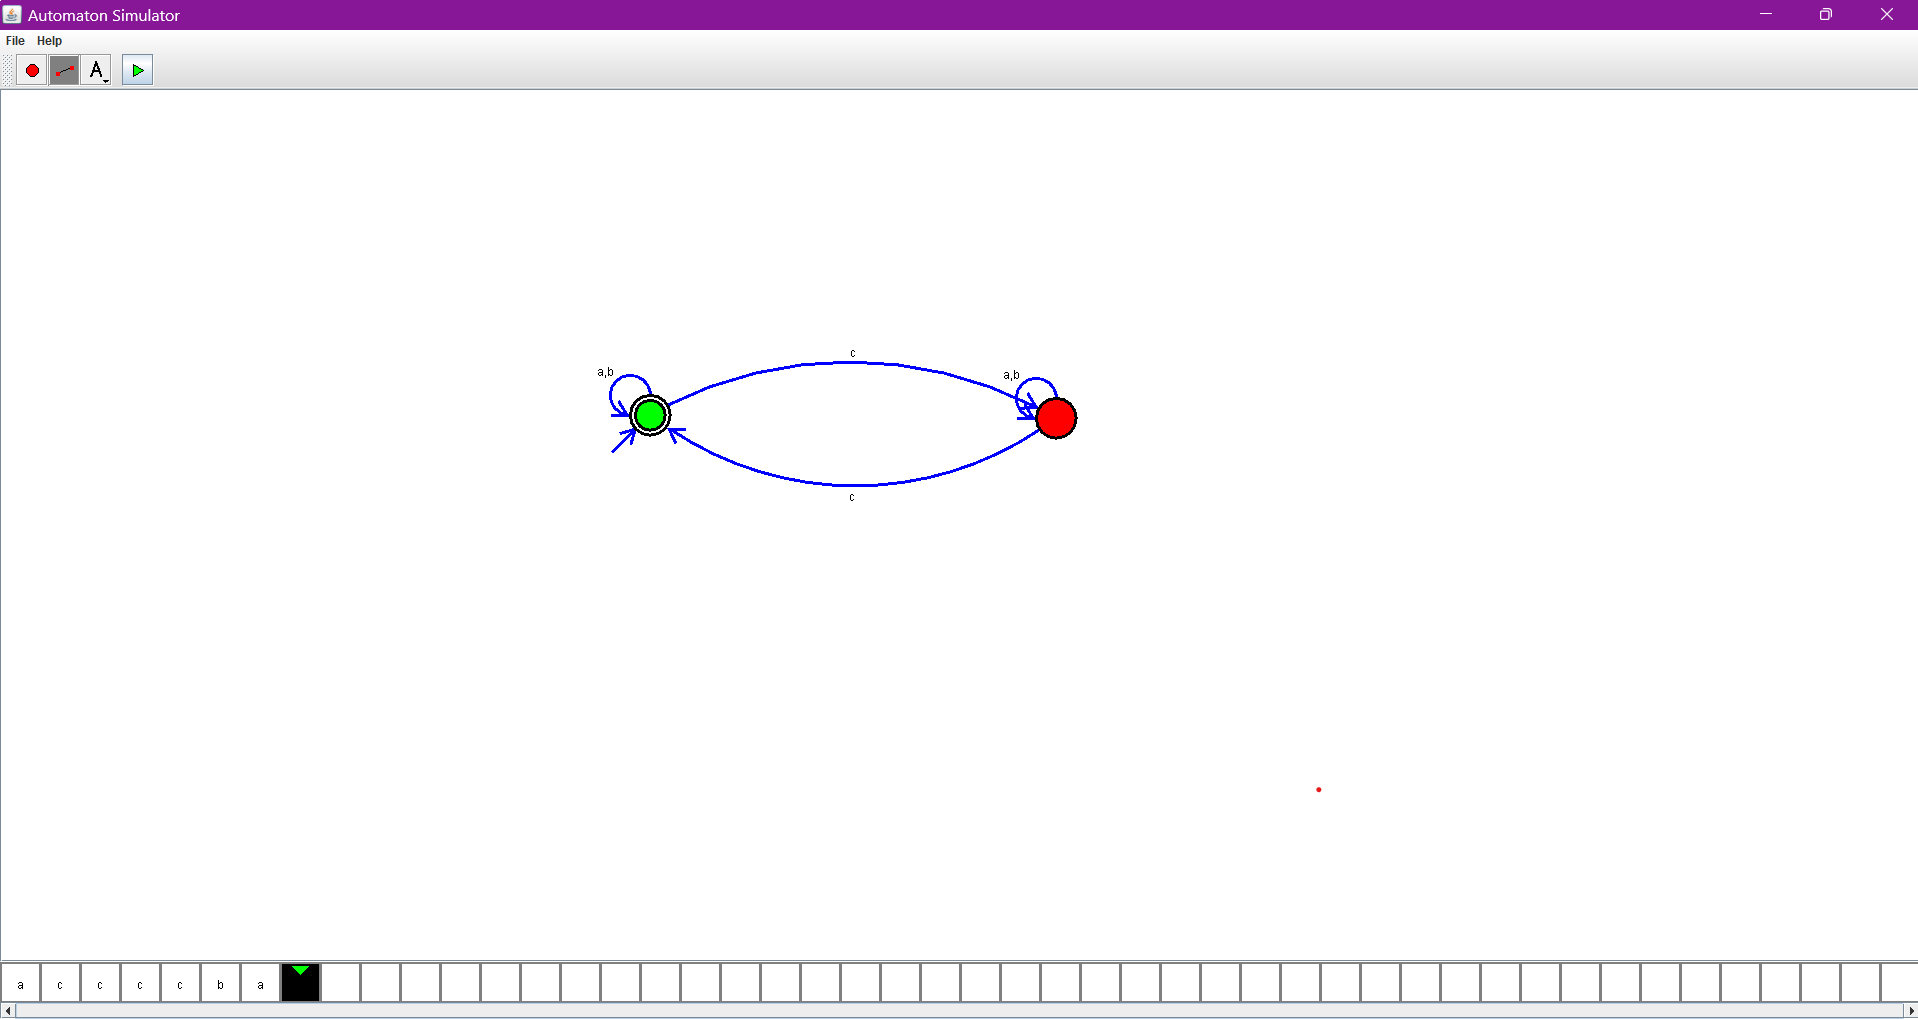 Automaton Simulator
File Help
A
c
a,b
a,b
c
a c c c c b a